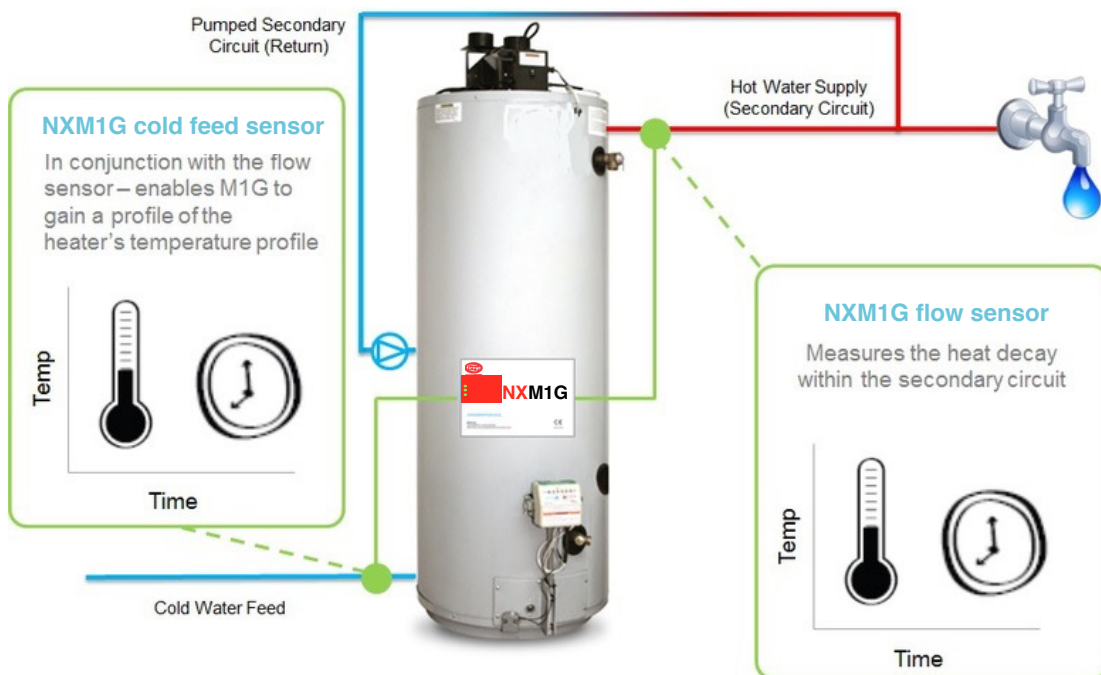 Pumped Secondary
Circuit (Return)
Hot Water Supply
(Secondary Circuit)
NXM1G cold feed sensor
In conjunction with the flow
sensor – enables M1G to
gain a profile of the
heater's temperature profile
Temp
Time
NXM1G
CE
NXM1G flow sensor
Measures the heat decay
within the secondary circuit
Temp
Time
Cold Water Feed